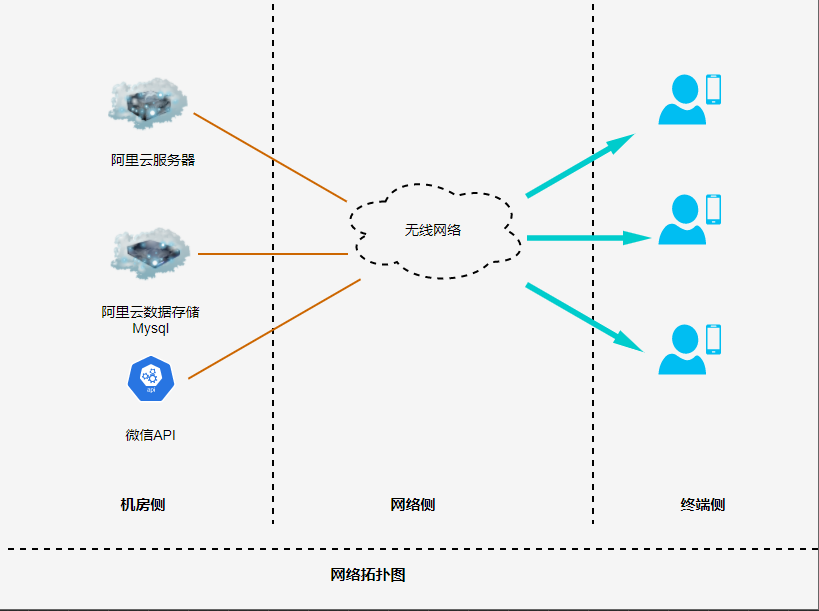 阿里云服务器
无线网络
阿里云数据存储
Mysql
api
微信API
机房侧
网络侧
终端侧
网络拓扑图